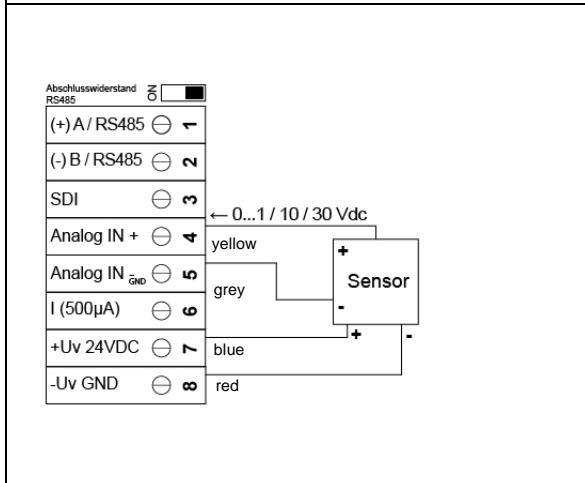 Abschlusswiderstand
RS485
ON
(+) A / RS485 1
(-) B / RS485 2
SDI 3
← 0...1 / 10 / 30 Vdc
Analog IN + 4
yellow
+
Sensor
Analog IN - GND 5
grey
-
I (500µA) 6
+ -
+Uv 24VDC 7
blue
-Uv GND 8
red